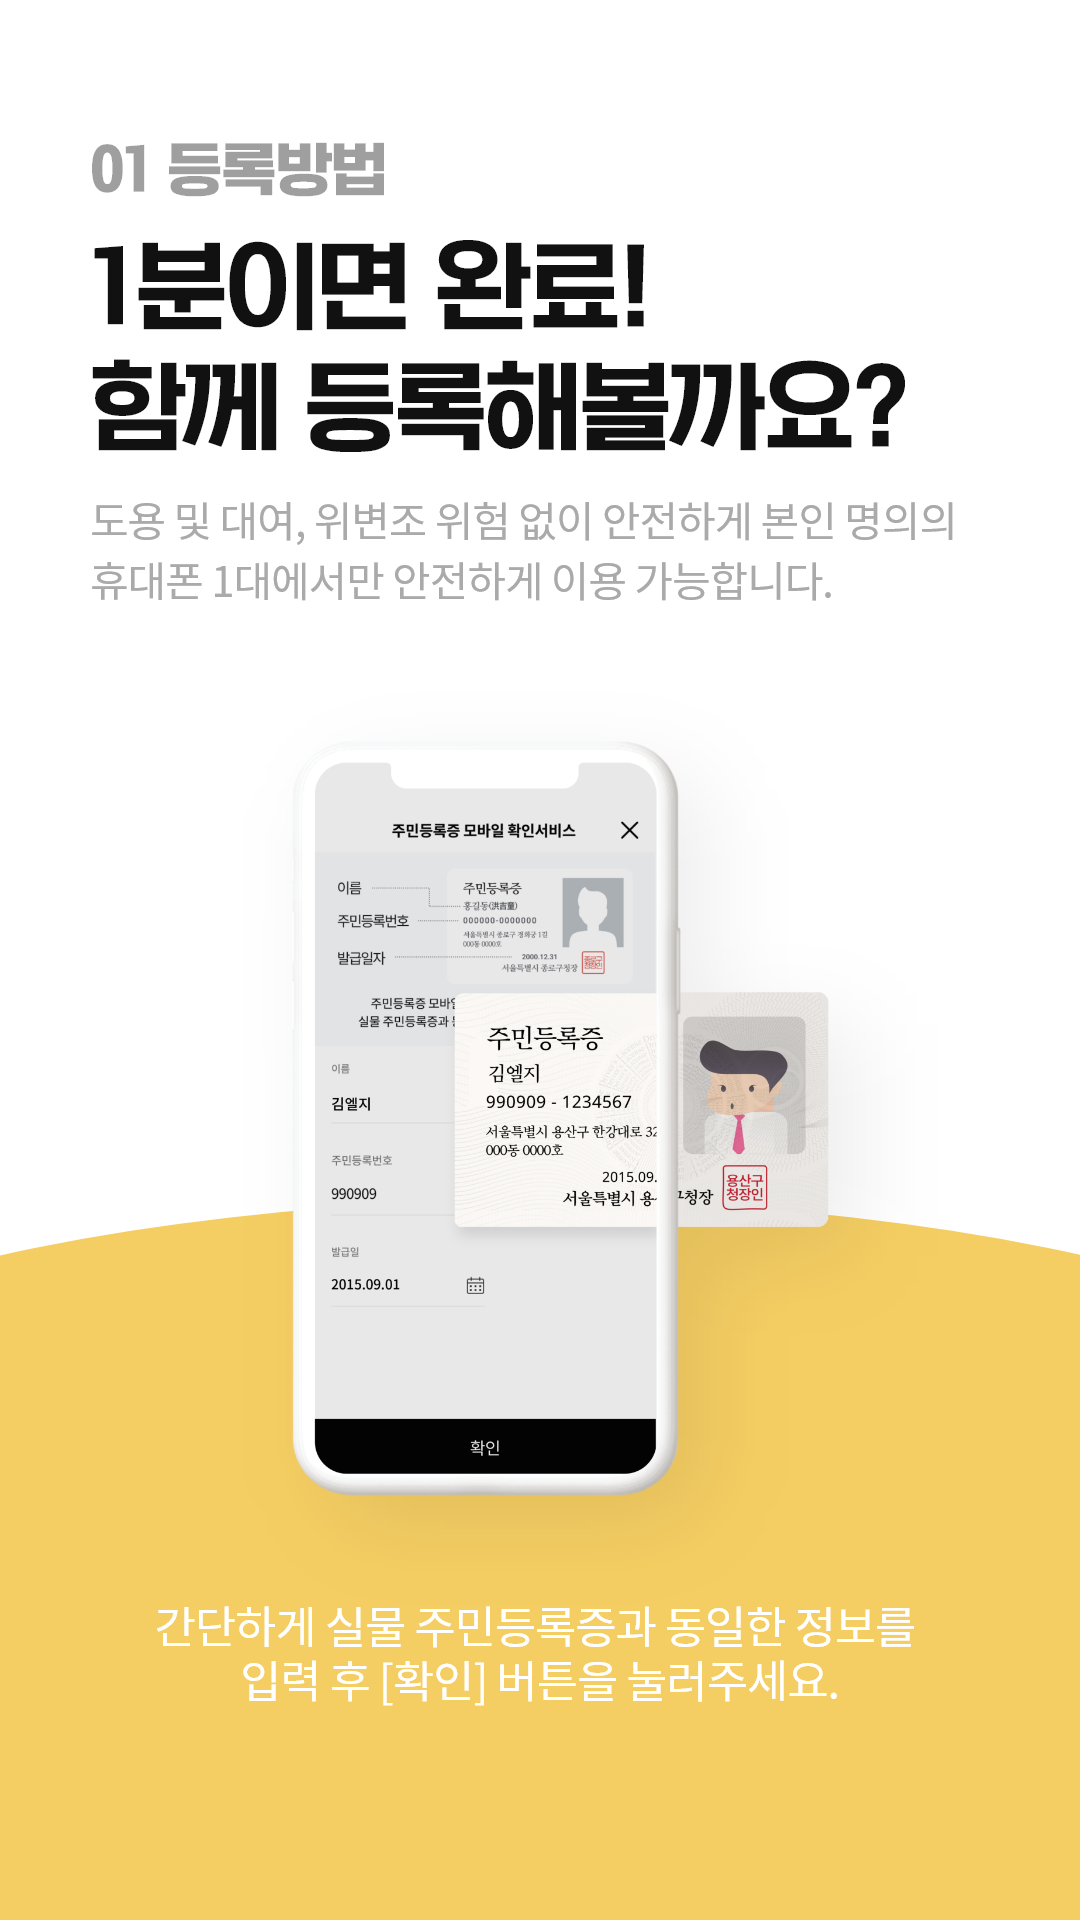 01 등록방법
1분이면 완료!
함께 등록해볼까요?
도용 및 대여, 위변조 위험 없이 안전하게 본인 명의의
휴대폰 1대에서만 안전하게 이용 가능합니다.
주민등록증 모바일 확인서비스
이름
주민등록번호
발급일자
주민등록증
홍길동(洪吉童)
000000-0000000
서울특별시 종로구 청와궁 1길
000동 0000호
2000.12.31
서울특별시 종로구청장
주민등록증 모바일
실물 주민등록증과
이름
김엘지
주민등록번호
990909
발급일
2015.09.01
확인
주민등록증
김엘지
990909 - 1234567
서울특별시 용산구 한강대로 32
000동 0000호
2015.09.
서울특별시 용산구청장
용산구
청장인
간단하게 실물 주민등록증과 동일한 정보를
입력 후 [확인] 버튼을 눌러주세요.